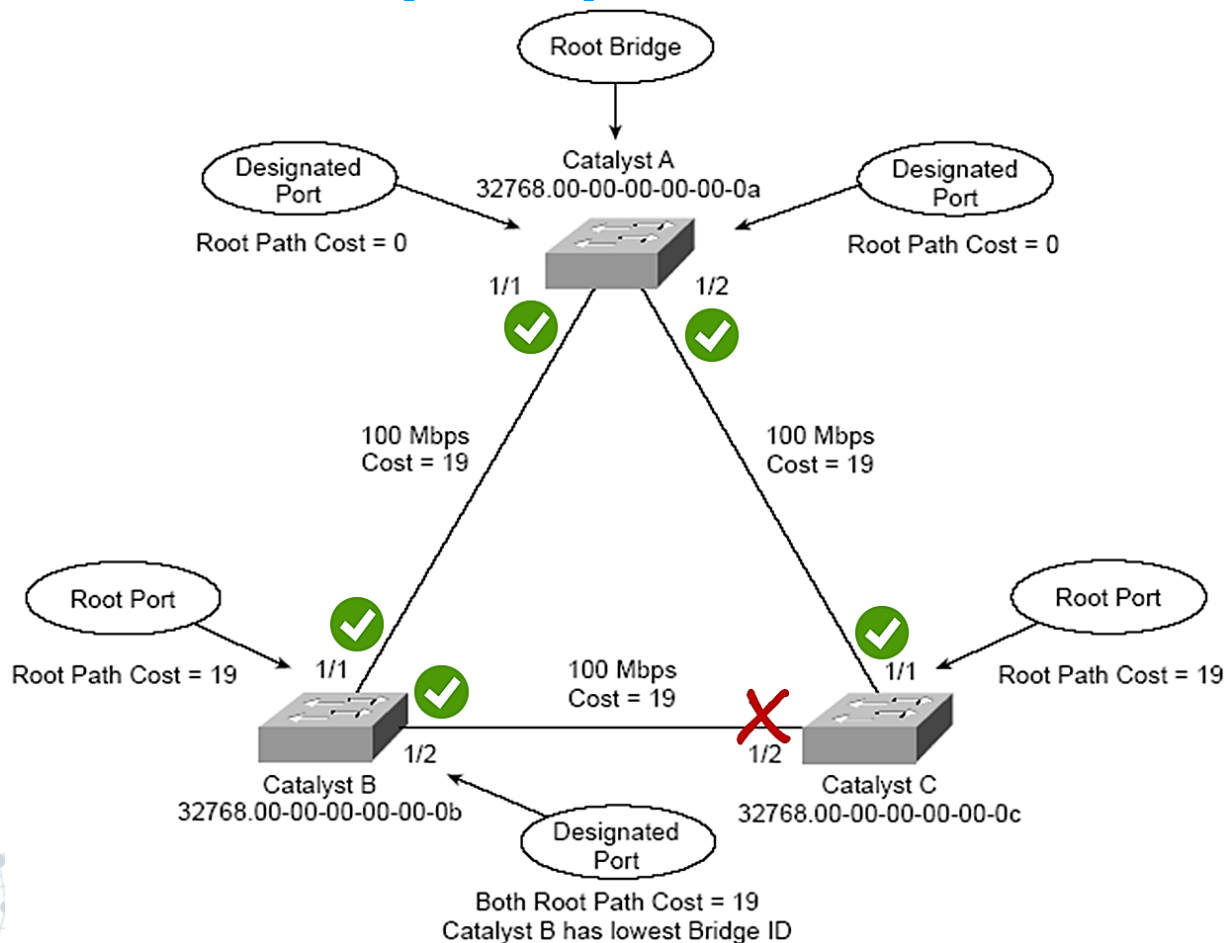 Root Bridge
Catalyst A
32768.00-00-00-00-00-0a
Designated
Port
Root Path Cost = 0
Designated
Port
Root Path Cost = 0
1/1
1/2
100 Mbps
Cost = 19
100 Mbps
Cost = 19
Root Port
Root Path Cost = 19
1/1
Root Port
Root Path Cost = 19
1/1
100 Mbps
Cost = 19
1/2
1/2
Catalyst B
32768.00-00-00-00-00-0b
Catalyst C
32768.00-00-00-00-00-0c
Designated
Port
Both Root Path Cost = 19
Catalyst B has lowest Bridge ID